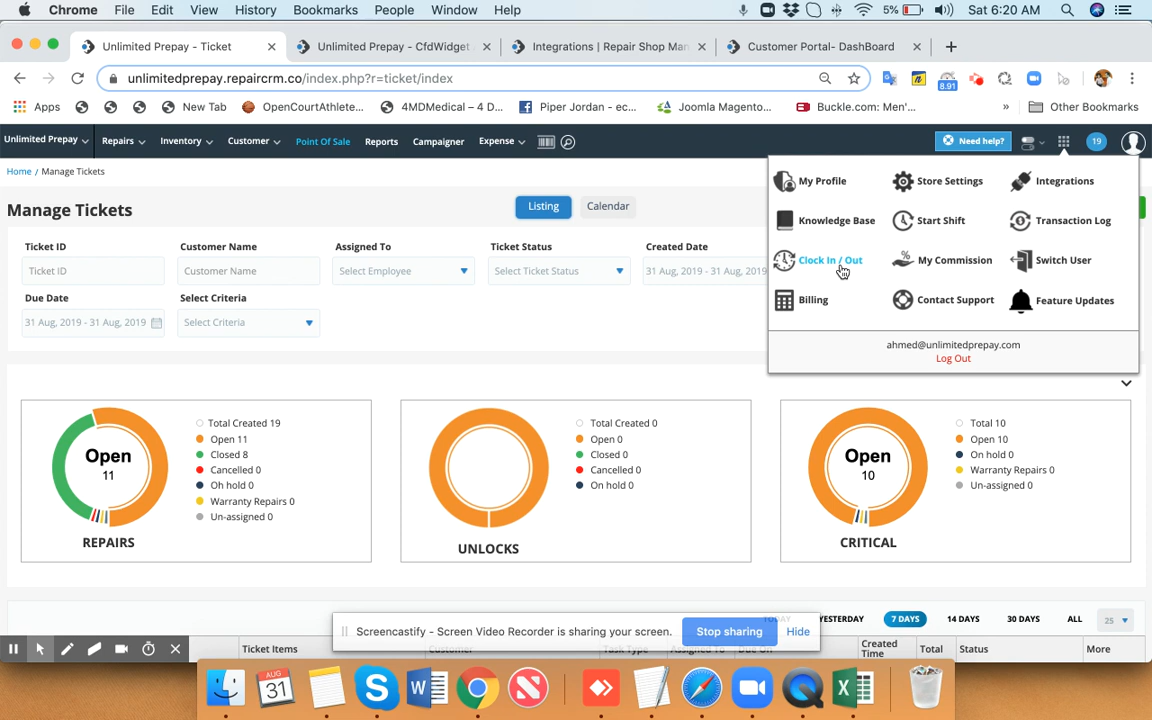 Chrome File Edit View History Bookmarks People Window Help 5% Sat 6:20 AM
Unlimited Prepay - Ticket Unlimited Prepay - CfdWidget Integrations | Repair Shop Man Customer Portal- DashBoard
unlimitedprepay.repaircrm.co/index.php?r=ticket/index 8.91
Apps New Tab OpenCourtAthlete... 4MDMedical – 4 D... Piper Jordan - ec... Joomla Magento... Buckle.com: Men'... » Other Bookmarks
Unlimited Prepay Repairs Inventory Customer Point Of Sale Reports Campaigner Expense Need help? 19
Home / Manage Tickets
My Profile Store Settings Integrations
Manage Tickets
Listing Calendar
Knowledge Base Start Shift Transaction Log
Ticket ID Customer Name Assigned To Ticket Status Created Date
Clock In / Out My Commission Switch User
Ticket ID Customer Name Select Employee Select Ticket Status 31 Aug, 2019 - 31 Aug, 2019
Due Date Select Criteria
Billing Contact Support Feature Updates
31 Aug, 2019 - 31 Aug, 2019 Select Criteria
ahmed@unlimitedprepay.com
Log Out
Total Created 19
Open 11
Closed 8
Cancelled 0
Oh hold 0
Warranty Repairs 0
Un-assigned 0
Open
11
REPAIRS
Total Created 0
Open 0
Closed 0
Cancelled 0
On hold 0
UNLOCKS
Total 10
Open 10
On hold 0
Warranty Repairs 0
Un-assigned 0
Open
10
CRITICAL
TODAY YESTERDAY 7 DAYS 14 DAYS 30 DAYS ALL 25
Screencastify - Screen Video Recorder is sharing your screen. Stop sharing Hide
Ticket Items Customer Task Type Assigned To Due On Created Time Total Status More
AUG
31